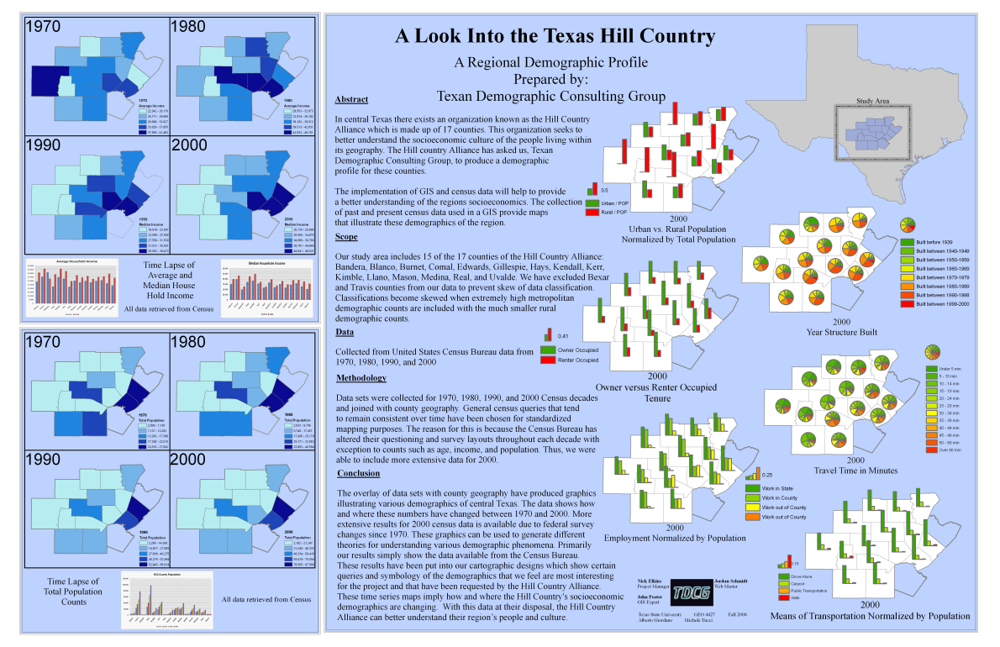 1970
1980
1970
Average Income
1980
Average Income
1990
2000
1990
Median Income
2000
Median Income
Average Household Income
Median Household Income
Time Lapse of
Average and
Median House
Hold Income
All data retrieved from Census
1970
1980
1970
Total Population
1980
Total Population
1990
2000
1990
Total Population
2000
Total Population
Time Lapse of
Total Population
Counts
HCA County Population
All data retrieved from Census
A Look Into the Texas Hill Country
A Regional Demographic Profile
Prepared by:
Texan Demographic Consulting Group
Abstract
In central Texas there exists an organization known as the Hill Country
Alliance which is made up of 17 counties. This organization seeks to
better understand the socioeconomic culture of the people living within
its geography. The Hill country Alliance has asked us, Texan
Demographic Consulting Group, to produce a demographic
profile for these counties.
The implementation of GIS and census data will help to provide
a better understanding of the regions socioeconomics. The collection
of past and present census data used in a GIS provide maps
that illustrate these demographics of the region.
Scope
Our study area includes 15 of the 17 counties of the Hill Country Alliance:
Bandera, Blanco, Burnet, Comal, Edwards, Gillespie, Hays, Kendall, Kerr,
Kimble, Llano, Mason, Medina, Real, and Uvalde. We have excluded Bexar
and Travis counties from our data to prevent skew of data classification.
Classifications become skewed when extremely high metropolitan
demographic counts are included with the much smaller rural
demographic counts.
Data
Collected from United States Census Bureau data from
1970, 1980, 1990, and 2000
Methodology
Data sets were collected for 1970, 1980, 1990, and 2000 Census decades
and joined with county geography. General census queries that tend
to remain consistent over time have been chosen for standardized
mapping purposes. The reason for this is because the Census Bureau has
changed their questioning and survey layouts through each decade with
exception to counts such as age, income, and population. Thus, we were
able to include more extensive data for 2000.
Conclusion
The overlay of data sets with county geography have produced graphics
illustrating various demographics of central Texas. The data shows how
and where these numbers have changed between 1970 and 2000. More
extensive results for 2000 census data is available due to federal survey
changes since 1970. These graphics can be used to generate different
theories for understanding various demographic patterns. Primarily
our results simply show the data available from the Census Bureau.
These results have been put into our cartographic design which show certain
queries and symbology of the demographics that we feel are most interesting
for the project and that have been requested by the Hill Country Alliance.
These time series maps imply how and where the Hill Country's socioeconomic
demographics are changing. With this data at their disposal, the Hill Country
Alliance can better understand their region's population culture.
Study Area
0.5
Urban / POP
Rural / POP
2000
Urban vs. Rural Population
Normalized by Total Population
Built before 1939
Built between 1940-1949
Built between 1950-1959
Built between 1960-1969
Built between 1970-1979
Built between 1980-1989
Built between 1990-1998
Built between 1999-2000
2000
Year Structure Built
0.41
Owner Occupied
Renter Occupied
2000
Owner versus Renter Occupied
Tenure
Under 5 min
5 - 10 min
10 - 14 min
15 - 19 min
20 - 24 min
25 - 29 min
30 - 34 min
35 - 39 min
40 - 44 min
45 - 49 min
60 - 89 min
Over 90 min
2000
Travel Time in Minutes
0.25
Work in State
Work in County
Work out of County
Work out of County
2000
Employment Normalized by Population
Drove Alone
Carpool
Public Transportation
Walk
2000
Means of Transportation Normalized by Population
Nick Elkins
Project Manager
Jordan Schmidt
Web Master
John Prater
GIS Expert
TDCG
Texas State University GEO 4427 Fall 2008
Alberto Giordano Michele Tucci